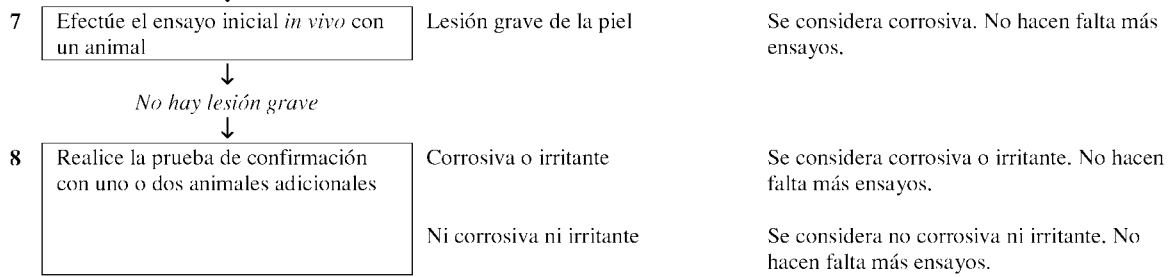 7 Efectúe el ensayo inicial in vivo con un animal
Lesión grave de la piel
Se considera corrosiva. No hacen falta más ensayos.
↓
No hay lesión grave
↓
8 Realice la prueba de confirmación con uno o dos animales adicionales
Corrosiva o irritante
Se considera corrosiva o irritante. No hacen falta más ensayos.
Ni corrosiva ni irritante
Se considera no corrosiva ni irritante. No hacen falta más ensayos.